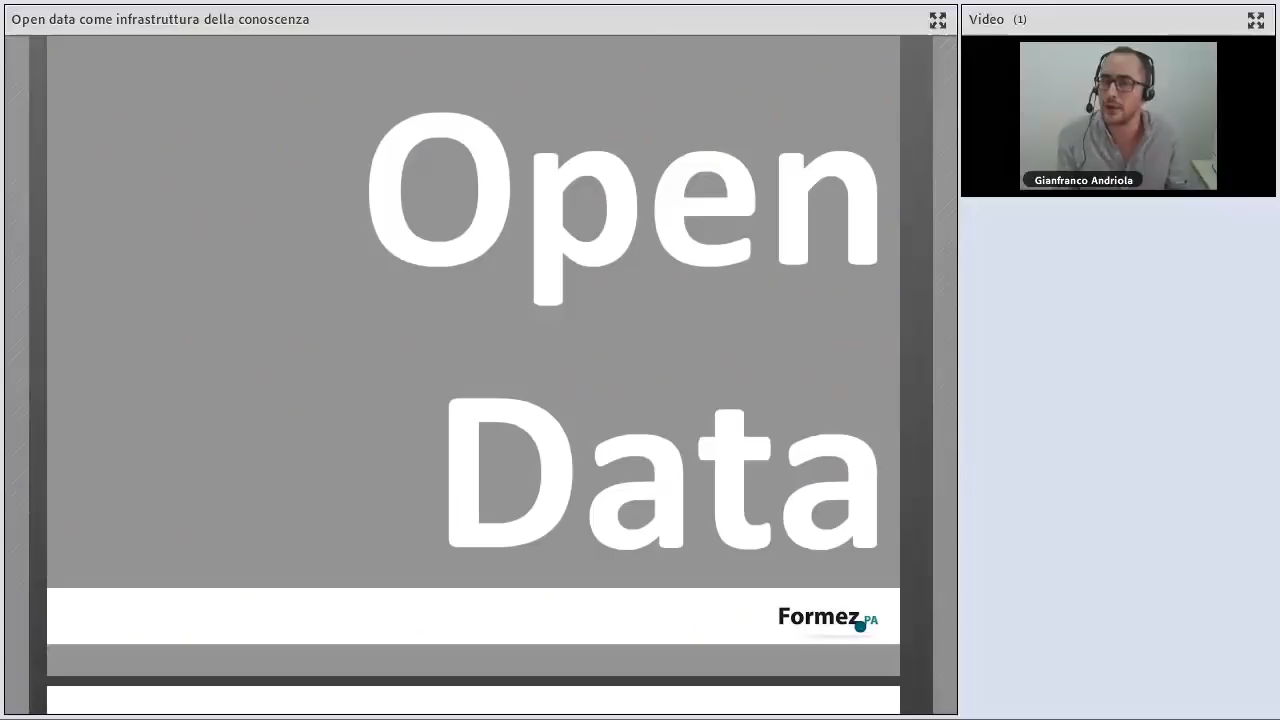 Open data come infrastruttura della conoscenza
Video (1)
Gianfranco Andriola
Open
Data
Formez PA